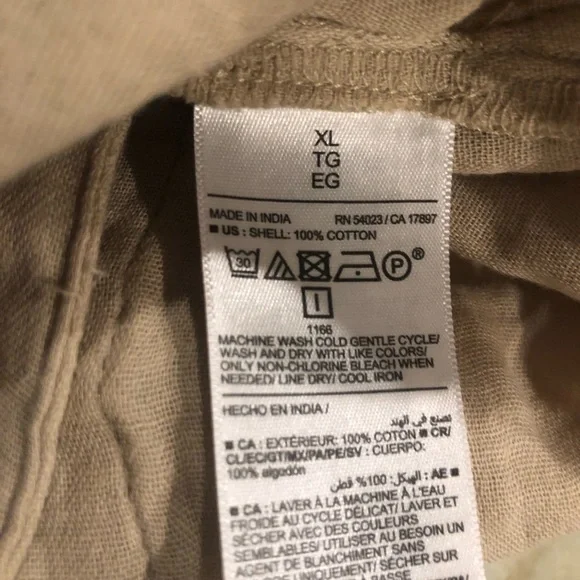 XL
TG
EG
MADE IN INDIA RN 54023 / CA 17897
■ US : SHELL: 100% COTTON
30 P ®
I
1166
MACHINE WASH COLD GENTLE CYCLE/
WASH AND DRY WITH LIKE COLORS/
ONLY NON-CHLORINE BLEACH WHEN
NEEDED/ LINE DRY/ COOL IRON
HECHO EN INDIA /
صنع في الهند
■ CA : EXTÉRIEUR: 100% COTON ■ CR/
CL/EC/GT/MX/PA/PE/SV : CUERPO:
100% algodón
■ AE : الهيكل: 100% قطن
■ CA : LAVER À LA MACHINE À L'EAU
FROIDE AU CYCLE DÉLICAT/ LAVER ET
SÉCHER AVEC DES COULEURS
SEMBLABLES/ UTILISER AU BESOIN UN
AGENT DE BLANCHIMENT SANS
UNIQUEMENT/ SÉCHER SUR